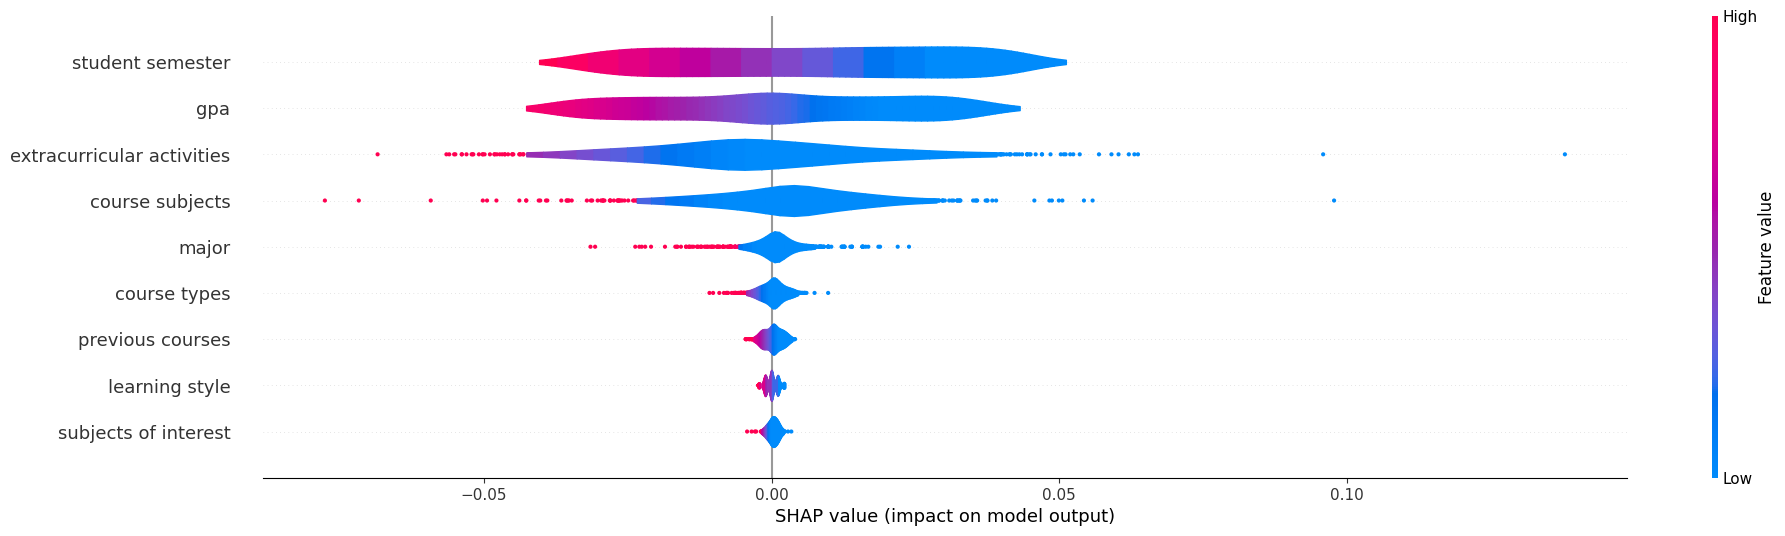 High
student semester
gpa
extracurricular activities
course subjects
major
course types
previous courses
learning style
subjects of interest
Feature value
Low
−0.05
0.00
0.05
0.10
SHAP value (impact on model output)